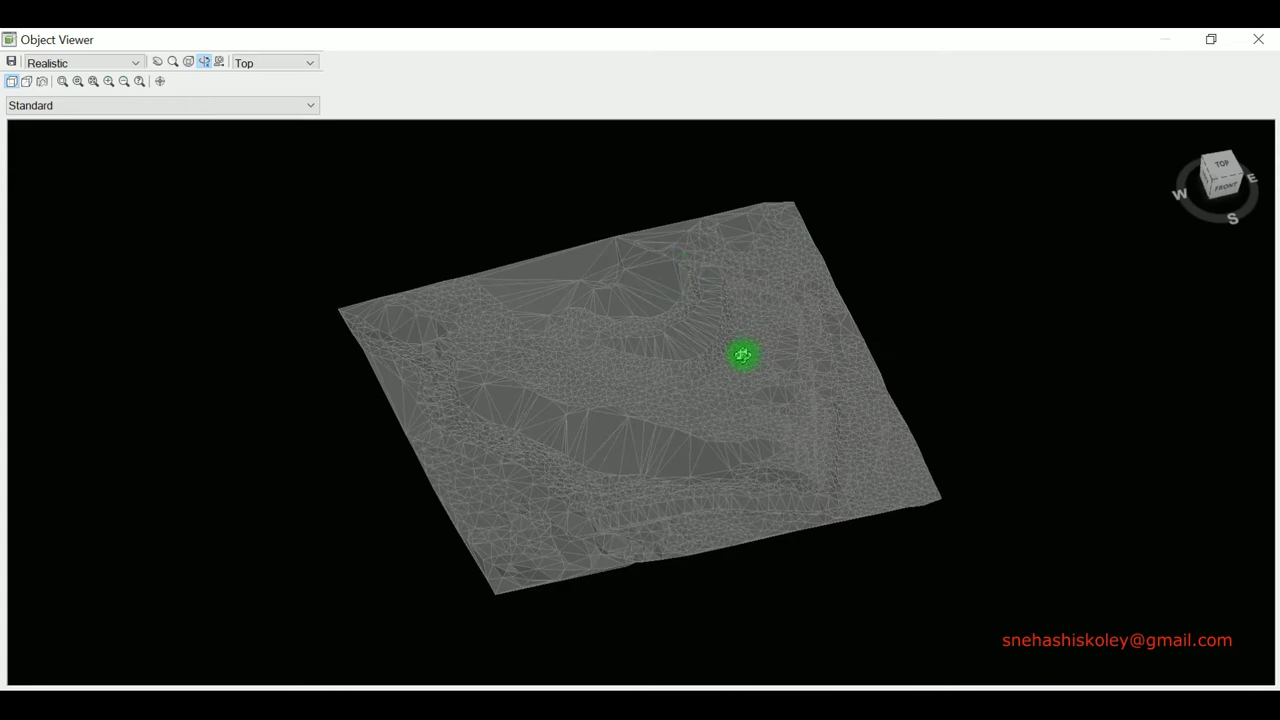 Object Viewer
Realistic
Top
Standard
TOP
FRONT
W
E
S
snehashiskoley@gmail.com